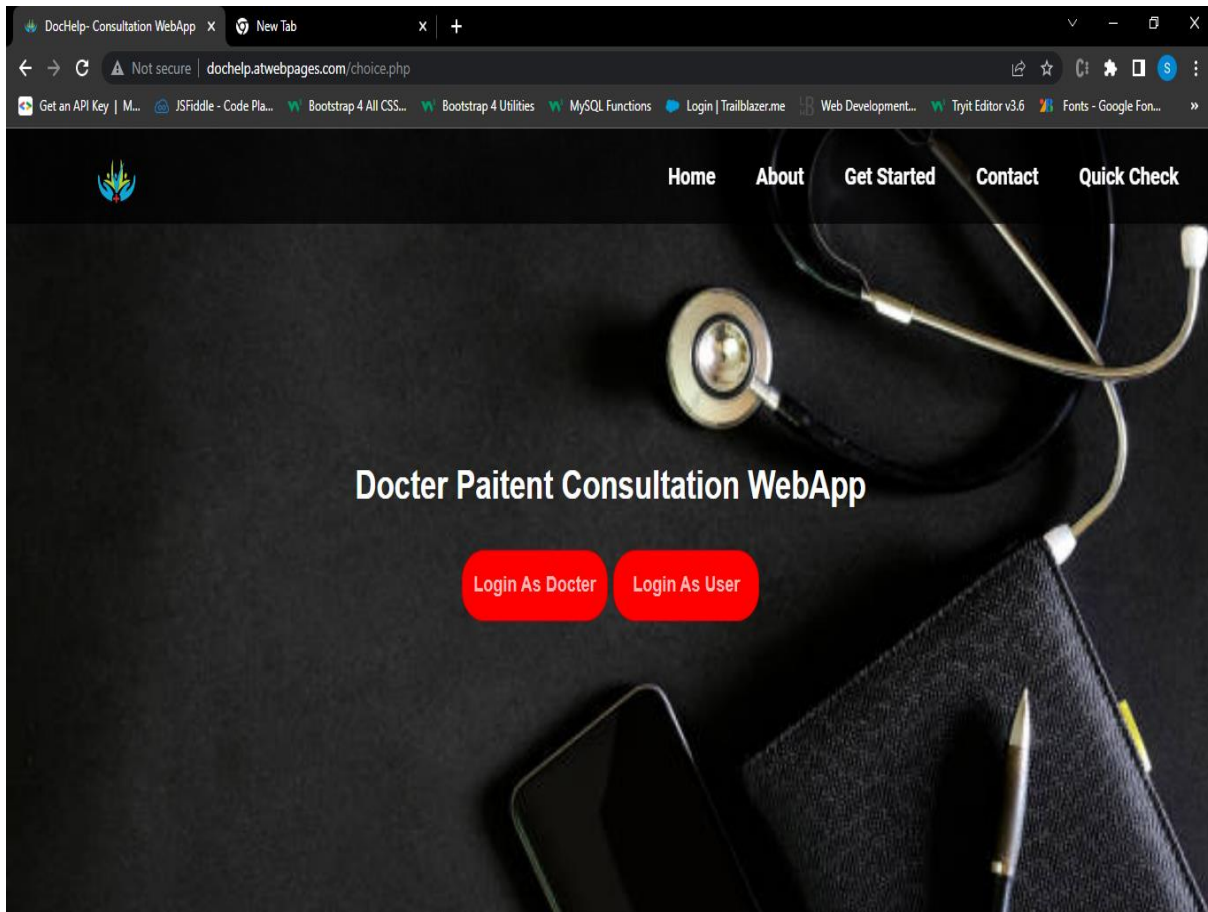 DocHelp- Consultation WebApp
New Tab
Not secure | dochelp.atwebpages.com/choice.php
S
Get an API Key | M... JSFiddle - Code Pla... Bootstrap 4 All CSS... Bootstrap 4 Utilities MySQL Functions Login | Trailblazer.me Web Development... Tryit Editor v3.6 Fonts - Google Fon... »
Home About Get Started Contact Quick Check
Docter Paitent Consultation WebApp
Login As Docter Login As User